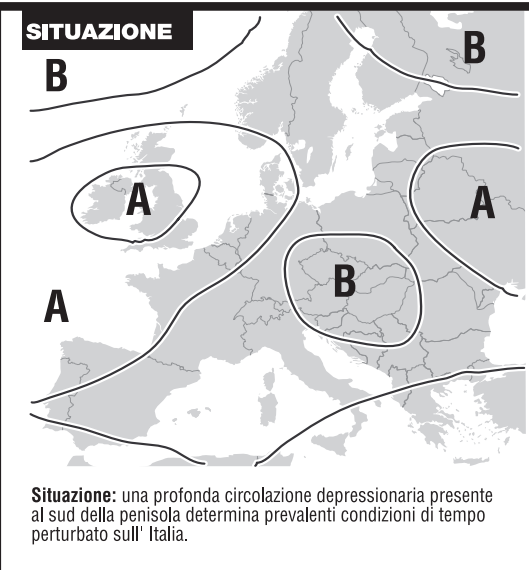 SITUAZIONE
B
B
A
A
B
A
Situazione: una profonda circolazione depressionaria presente
al sud della penisola determina prevalenti condizioni di tempo
perturbato sull' Italia.